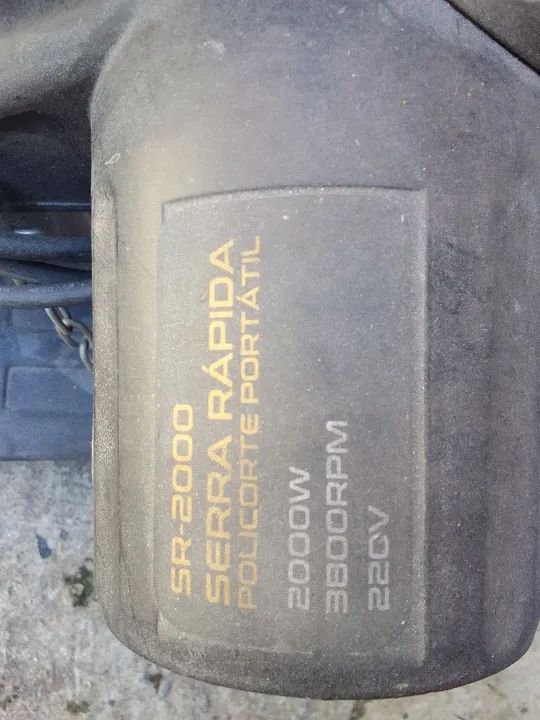 SR-2000
SERRA RÁPIDA
POLICORTE PORTÁTIL
2000W
3800RPM
220V